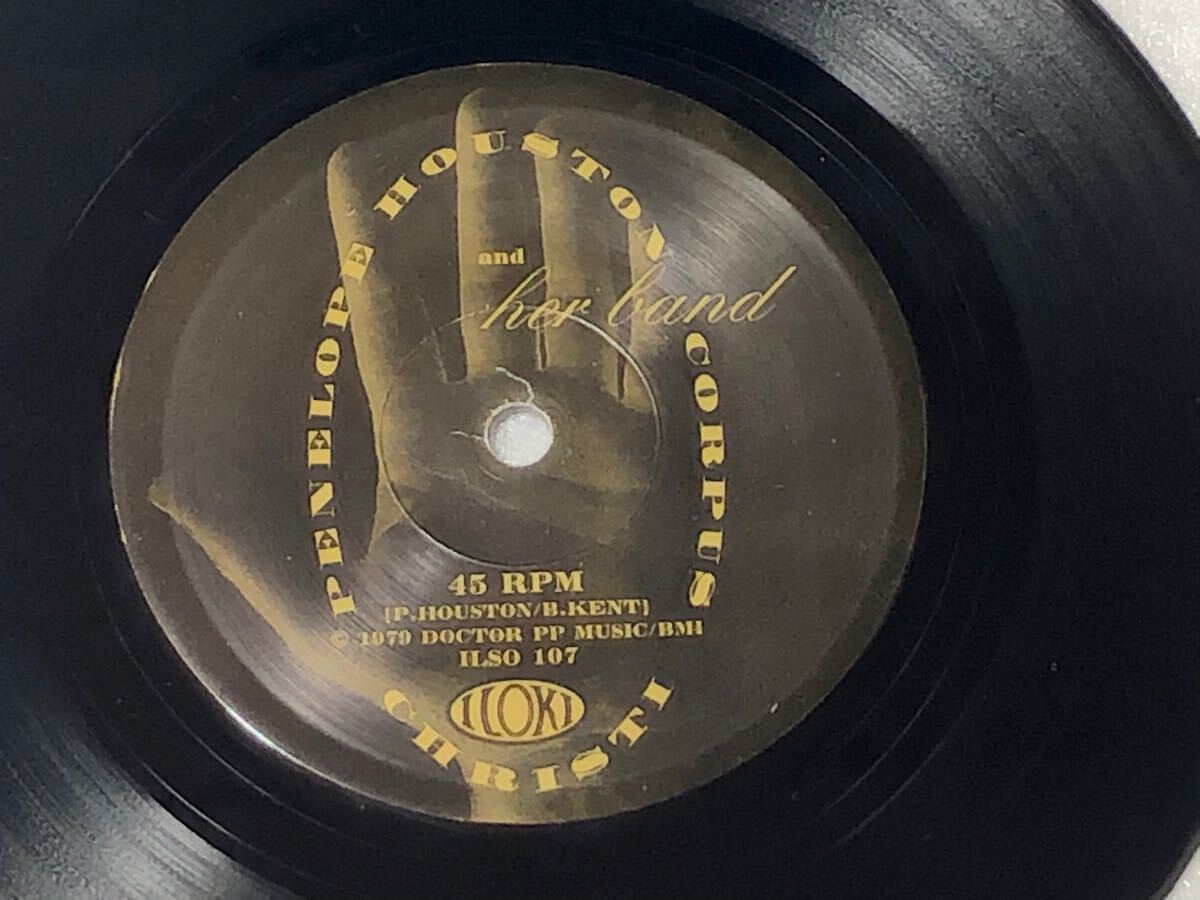 PENELOPE HOUSTON
and
her band
CORPUS
CHRISTI
45 RPM
[P.HOUSTON/B.KENT]
© 1979 DOCTOR PP MUSIC/BMI
ILSO 107
ILOKI